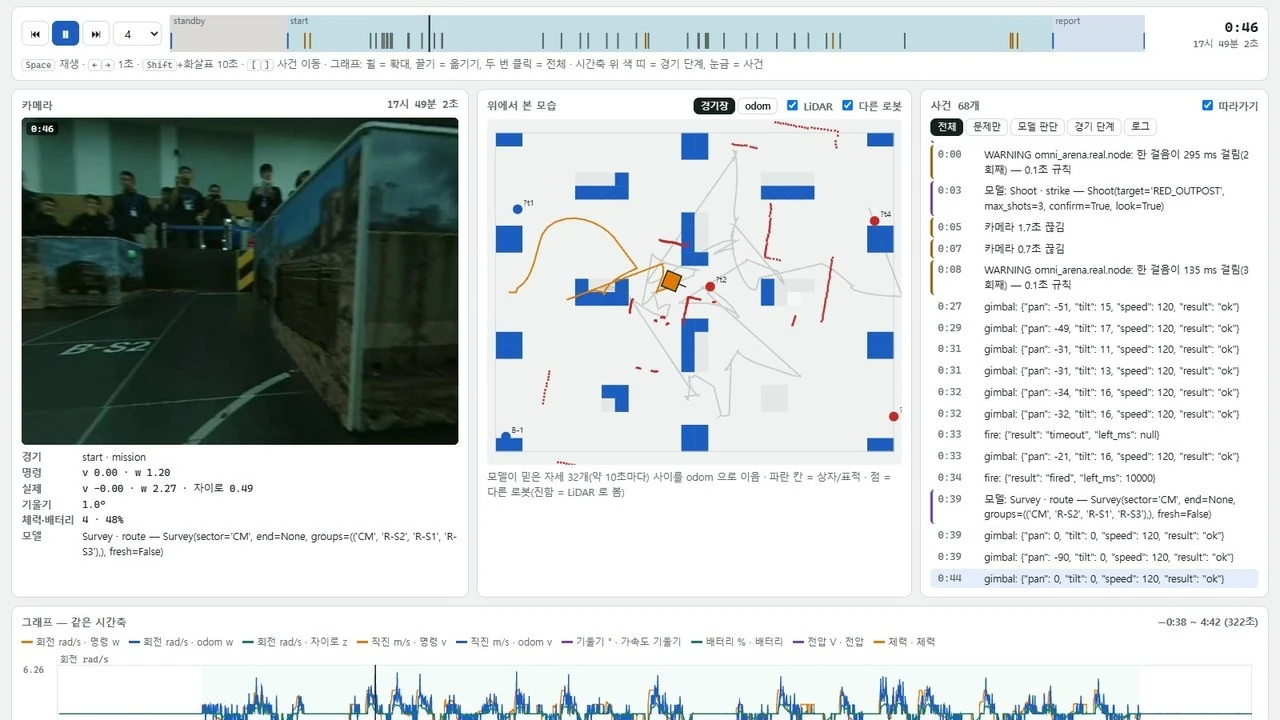 standby
start
report
4
0:46
17시 49분 2초
Space 재생 · ← → 1초 · Shift+화살표 10초 · [ ] 사건 이동 · 그래프: 휠 = 확대, 끌기 = 옮기기, 두 번 클릭 = 전체 · 시간축 위 색 띠 = 경기 단계, 눈금 = 사건
카메라
17시 49분 2초
0:46
B-S2
경기 start · mission
명령 v 0.00 · w 1.20
실제 v -0.00 · w 2.27 · 자이로 0.49
기울기 1.0°
체력·배터리 4 · 48%
모델 Survey · route — Survey(sector='CM', end=None, groups=(('CM', 'R-S2', 'R-S1', 'R-
S3'),), fresh=False)
위에서 본 모습
경기장
odom
LiDAR
다른 로봇
?t1
?t4
?t2
B-1
모델이 믿은 자세 32개(약 10초마다) 사이를 odom 으로 이음 · 파란 칸 = 상자/표적 · 점 =
다른 로봇(진함 = LiDAR 로 봄)
사건 68개
따라가기
전체
문제만
모델 판단
경기 단계
로그
0:00 WARNING omni_arena.real.node: 한 걸음이 295 ms 걸림(2
회째) — 0.1초 규칙
0:03 모델: Shoot · strike — Shoot(target='RED_OUTPOST',
max_shots=3, confirm=True, look=True)
0:05 카메라 1.7초 끊김
0:07 카메라 0.7초 끊김
0:08 WARNING omni_arena.real.node: 한 걸음이 135 ms 걸림(3
회째) — 0.1초 규칙
0:27 gimbal: {"pan": -51, "tilt": 15, "speed": 120, "result": "ok"}
0:29 gimbal: {"pan": -49, "tilt": 17, "speed": 120, "result": "ok"}
0:31 gimbal: {"pan": -31, "tilt": 11, "speed": 120, "result": "ok"}
0:31 gimbal: {"pan": -31, "tilt": 13, "speed": 120, "result": "ok"}
0:32 gimbal: {"pan": -34, "tilt": 16, "speed": 120, "result": "ok"}
0:32 gimbal: {"pan": -32, "tilt": 16, "speed": 120, "result": "ok"}
0:33 fire: {"result": "timeout", "left_ms": null}
0:33 gimbal: {"pan": -21, "tilt": 16, "speed": 120, "result": "ok"}
0:34 fire: {"result": "fired", "left_ms": 10000}
0:39 모델: Survey · route — Survey(sector='CM', end=None,
groups=(('CM', 'R-S2', 'R-S1', 'R-S3'),), fresh=False)
0:39 gimbal: {"pan": 0, "tilt": 0, "speed": 120, "result": "ok"}
0:39 gimbal: {"pan": -90, "tilt": 0, "speed": 120, "result": "ok"}
0:44 gimbal: {"pan": 0, "tilt": 0, "speed": 120, "result": "ok"}
그래프 — 같은 시간축
−0:38 ~ 4:42 (322초)
회전 rad/s · 명령 w 회전 rad/s · odom w 회전 rad/s · 자이로 z 직진 m/s · 명령 v 직진 m/s · odom v 기울기 ° · 가속도 기울기 배터리 % · 배터리 전압 V · 전압 체력 · 체력
회전 rad/s
6.26